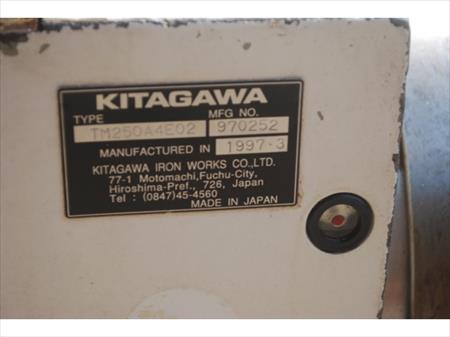 KITAGAWA
TYPE MFG NO.
TM250A4E02 970252
MANUFACTURED IN 1997-3
KITAGAWA IRON WORKS CO.,LTD.
77-1 Motomachi,Fuchu-City,
Hiroshima-Pref., 726, Japan
Tel : (0847)45-4560
MADE IN JAPAN